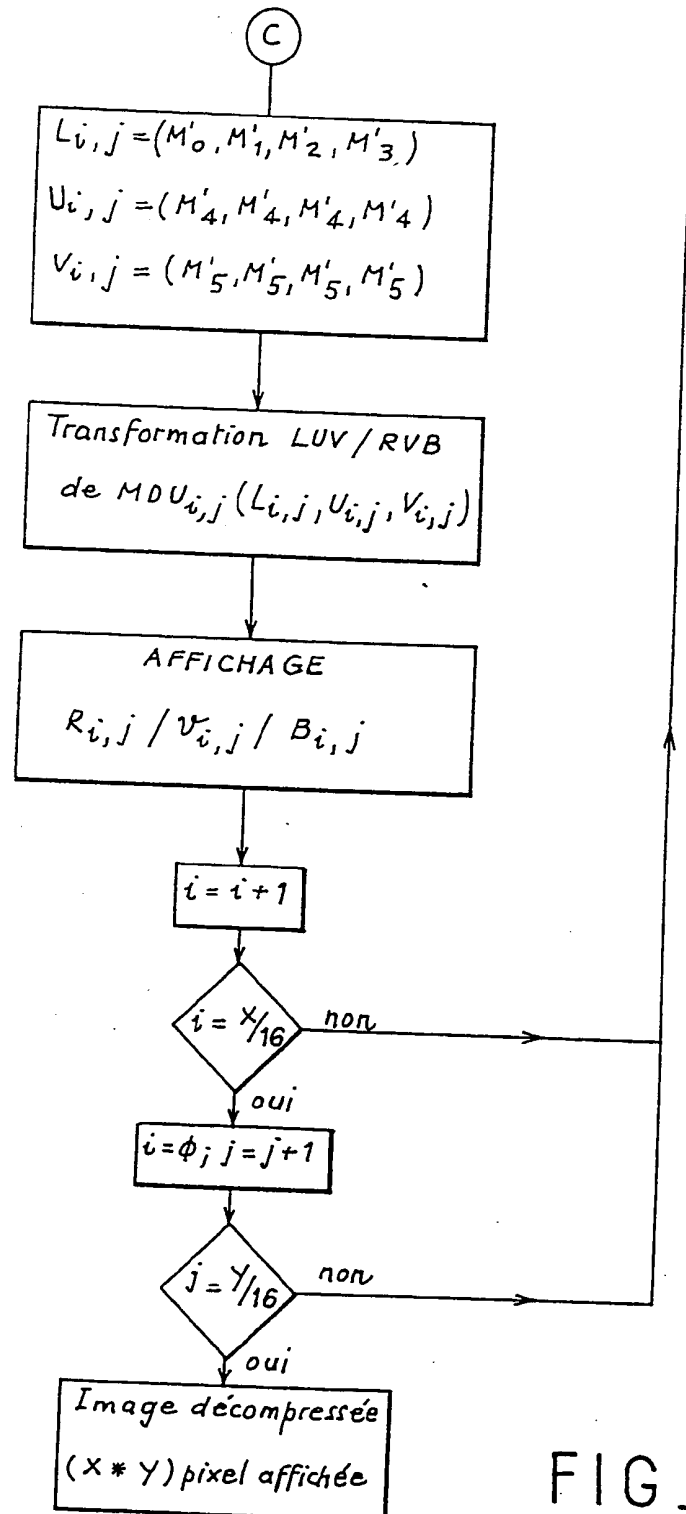 C
Li,j =(M'0, M'1, M'2, M'3)
Ui,j =(M'4, M'4, M'4, M'4)
Vi,j = (M'5, M'5, M'5, M'5)
Transformation LUV/RVB
de MDUi,j (Li,j, Ui,j, Vi,j)
AFFICHAGE
Ri,j / vi,j / Bi,j
i = i + 1
i = X/16
non
oui
i=ϕ; j = j+1
j = Y/16
non
oui
Image décompressée
(X * Y) pixel affichée
FIG.